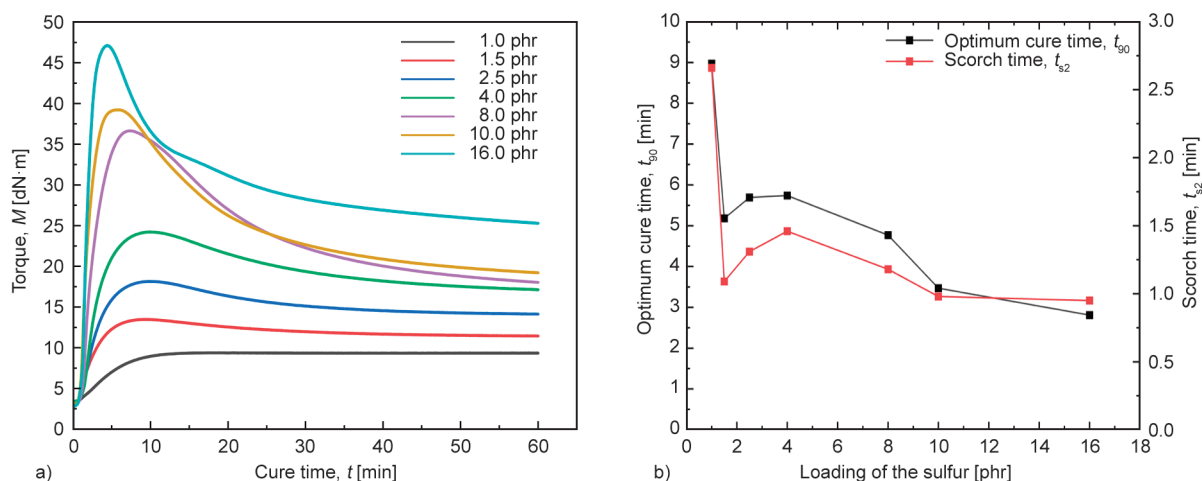 50
45
40
35
30
25
20
15
10
5
0
Torque, M [dN·m]
1.0 phr
1.5 phr
2.5 phr
4.0 phr
8.0 phr
10.0 phr
16.0 phr
0 10 20 30 40 50 60
Cure time, t [min]
a)
10
9
8
7
6
5
4
3
2
1
0
Optimum cure time, t90 [min]
Optimum cure time, t90
Scorch time, ts2
3.0
2.5
2.0
1.5
1.0
0.5
0.0
Scorch time, ts2 [min]
0 2 4 6 8 10 12 14 16 18
Loading of the sulfur [phr]
b)